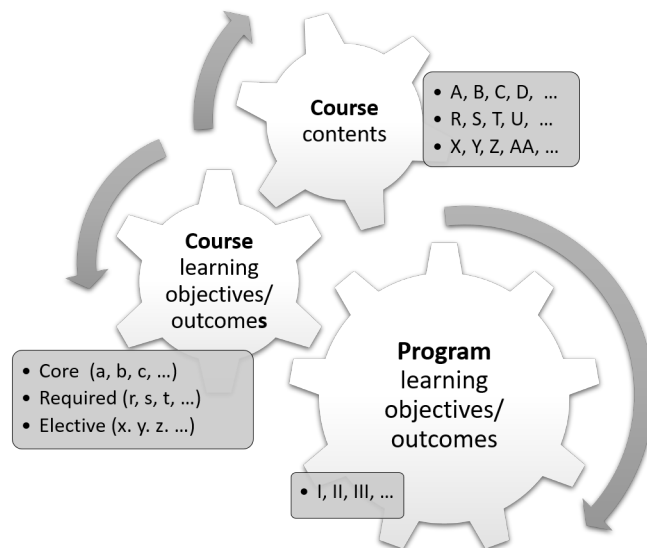 Course
contents
• A, B, C, D,  …
• R, S, T, U,  …
• X, Y, Z, AA, …
Course
learning
objectives/
outcomes
• Core  (a, b, c, …)
• Required (r, s, t, …)
• Elective (x. y. z. …)
Program
learning
objectives/
outcomes
• I, II, III, …